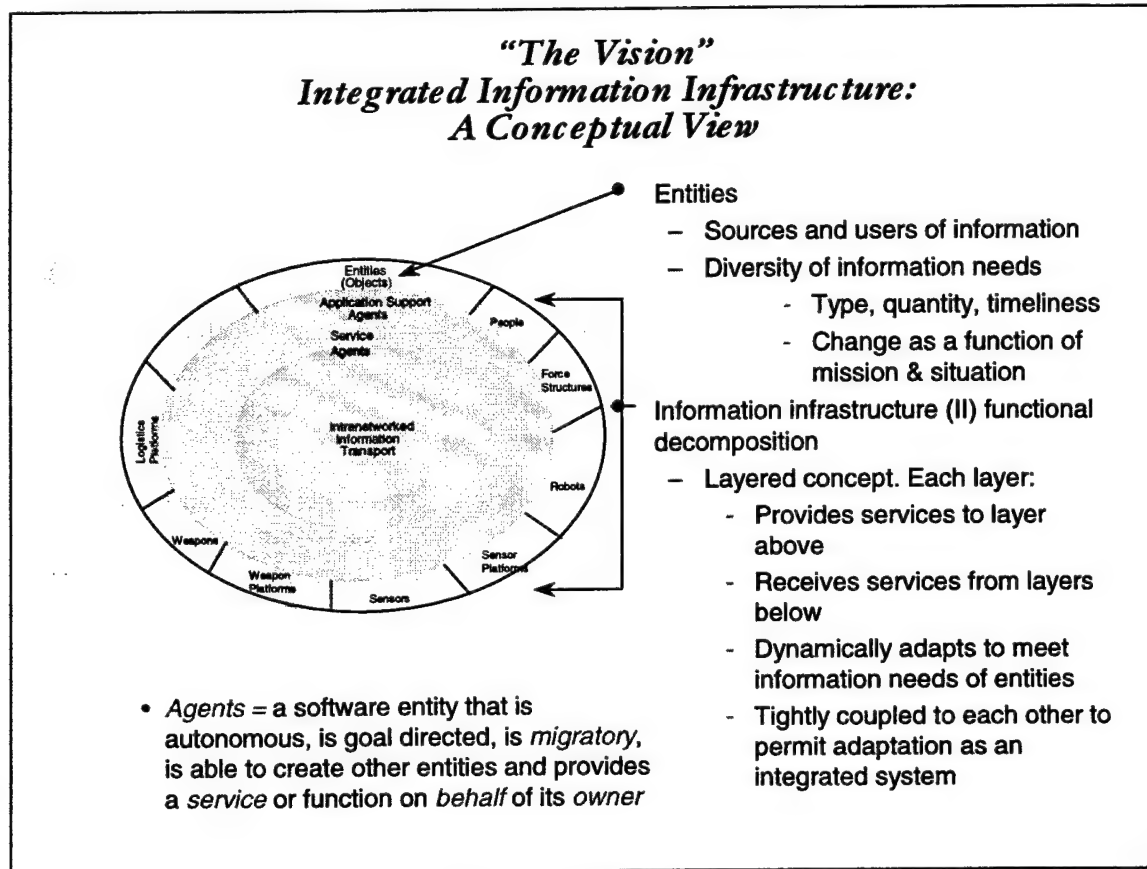 “The Vision”
Integrated Information Infrastructure:
A Conceptual View
Entities
(Objects)
Application Support
Agents
Service
Agents
Intranetworked
Information
Transport
People
Force
Structures
Robots
Sensor
Platforms
Sensors
Weapon
Platforms
Weapons
Logistics
Platforms
Entities
– Sources and users of information
– Diversity of information needs
- Type, quantity, timeliness
- Change as a function of
mission & situation
Information infrastructure (II) functional
decomposition
– Layered concept. Each layer:
- Provides services to layer
above
- Receives services from layers
below
- Dynamically adapts to meet
information needs of entities
- Tightly coupled to each other to
permit adaptation as an
integrated system
• Agents = a software entity that is
autonomous, is goal directed, is migratory,
is able to create other entities and provides
a service or function on behalf of its owner